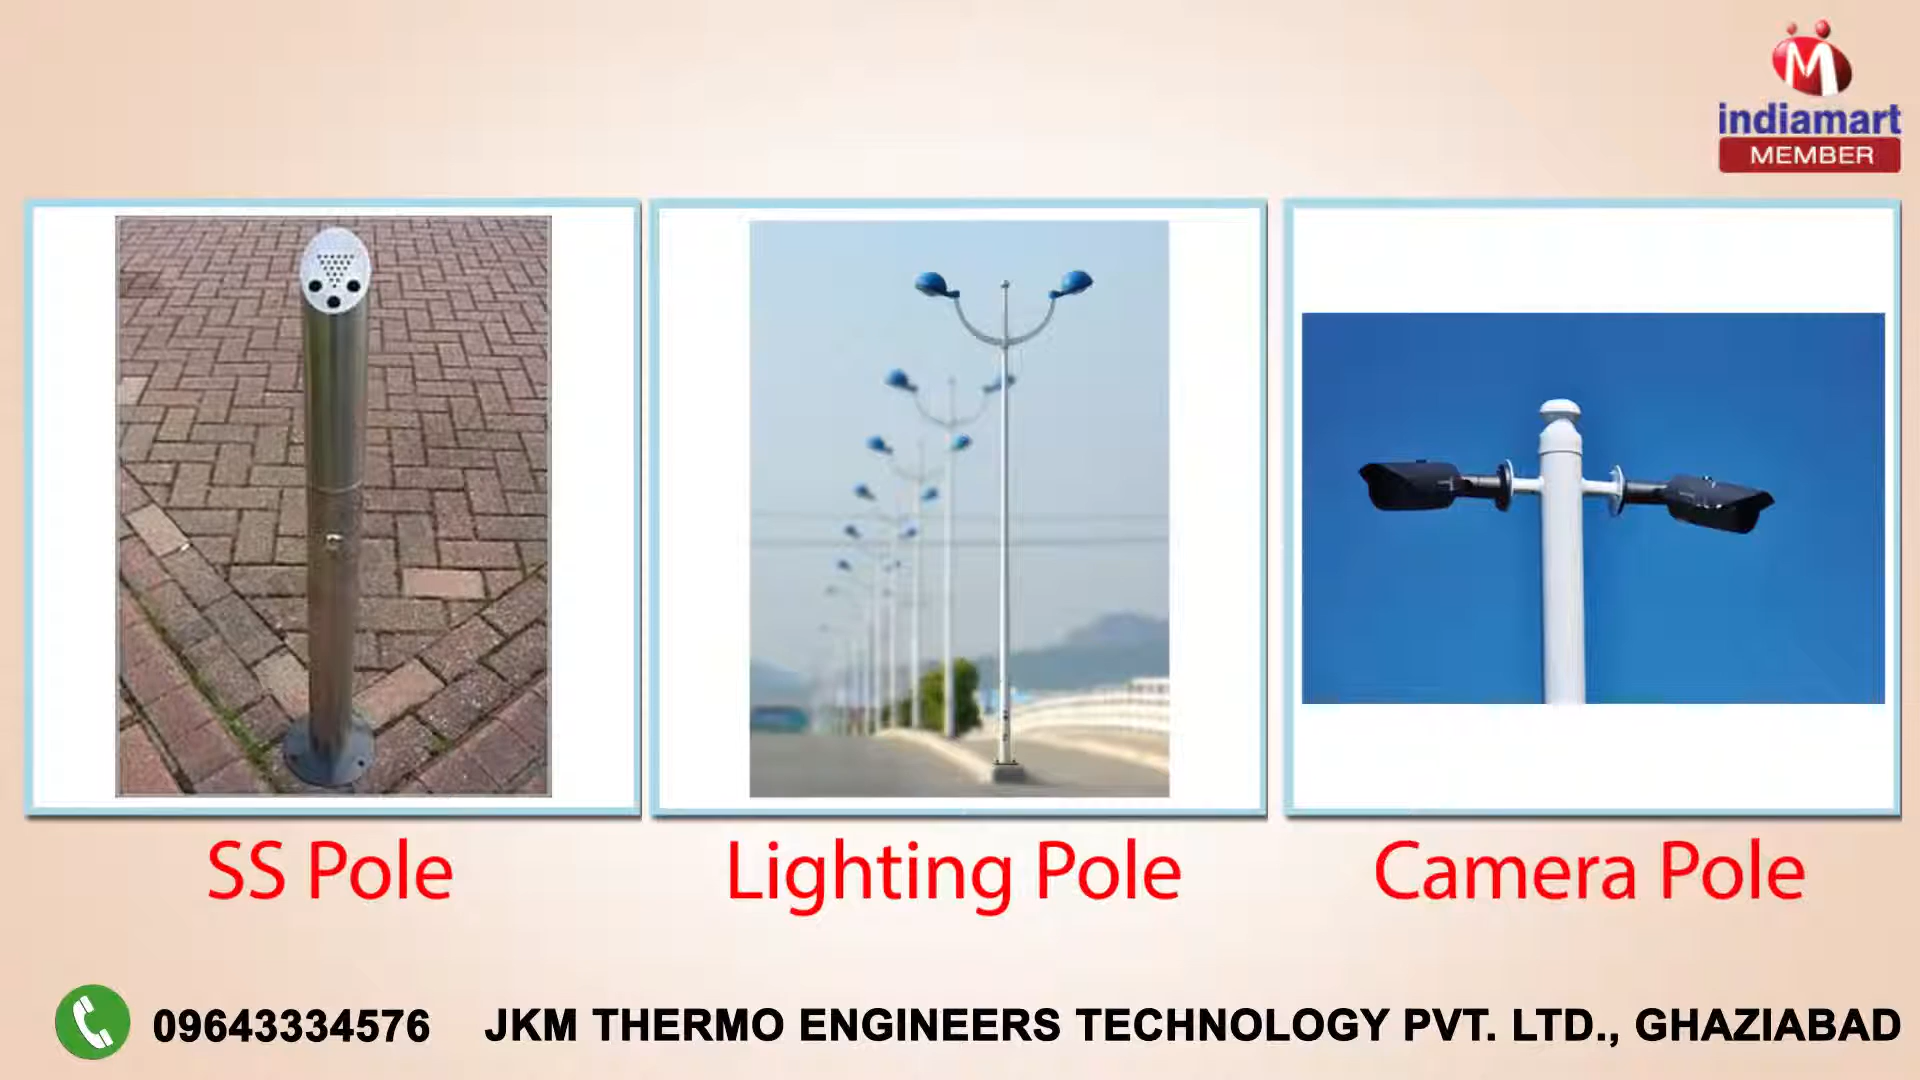 indiamart
MEMBER
SS Pole
Lighting Pole
Camera Pole
09643334576
JKM THERMO ENGINEERS TECHNOLOGY PVT. LTD., GHAZIABAD